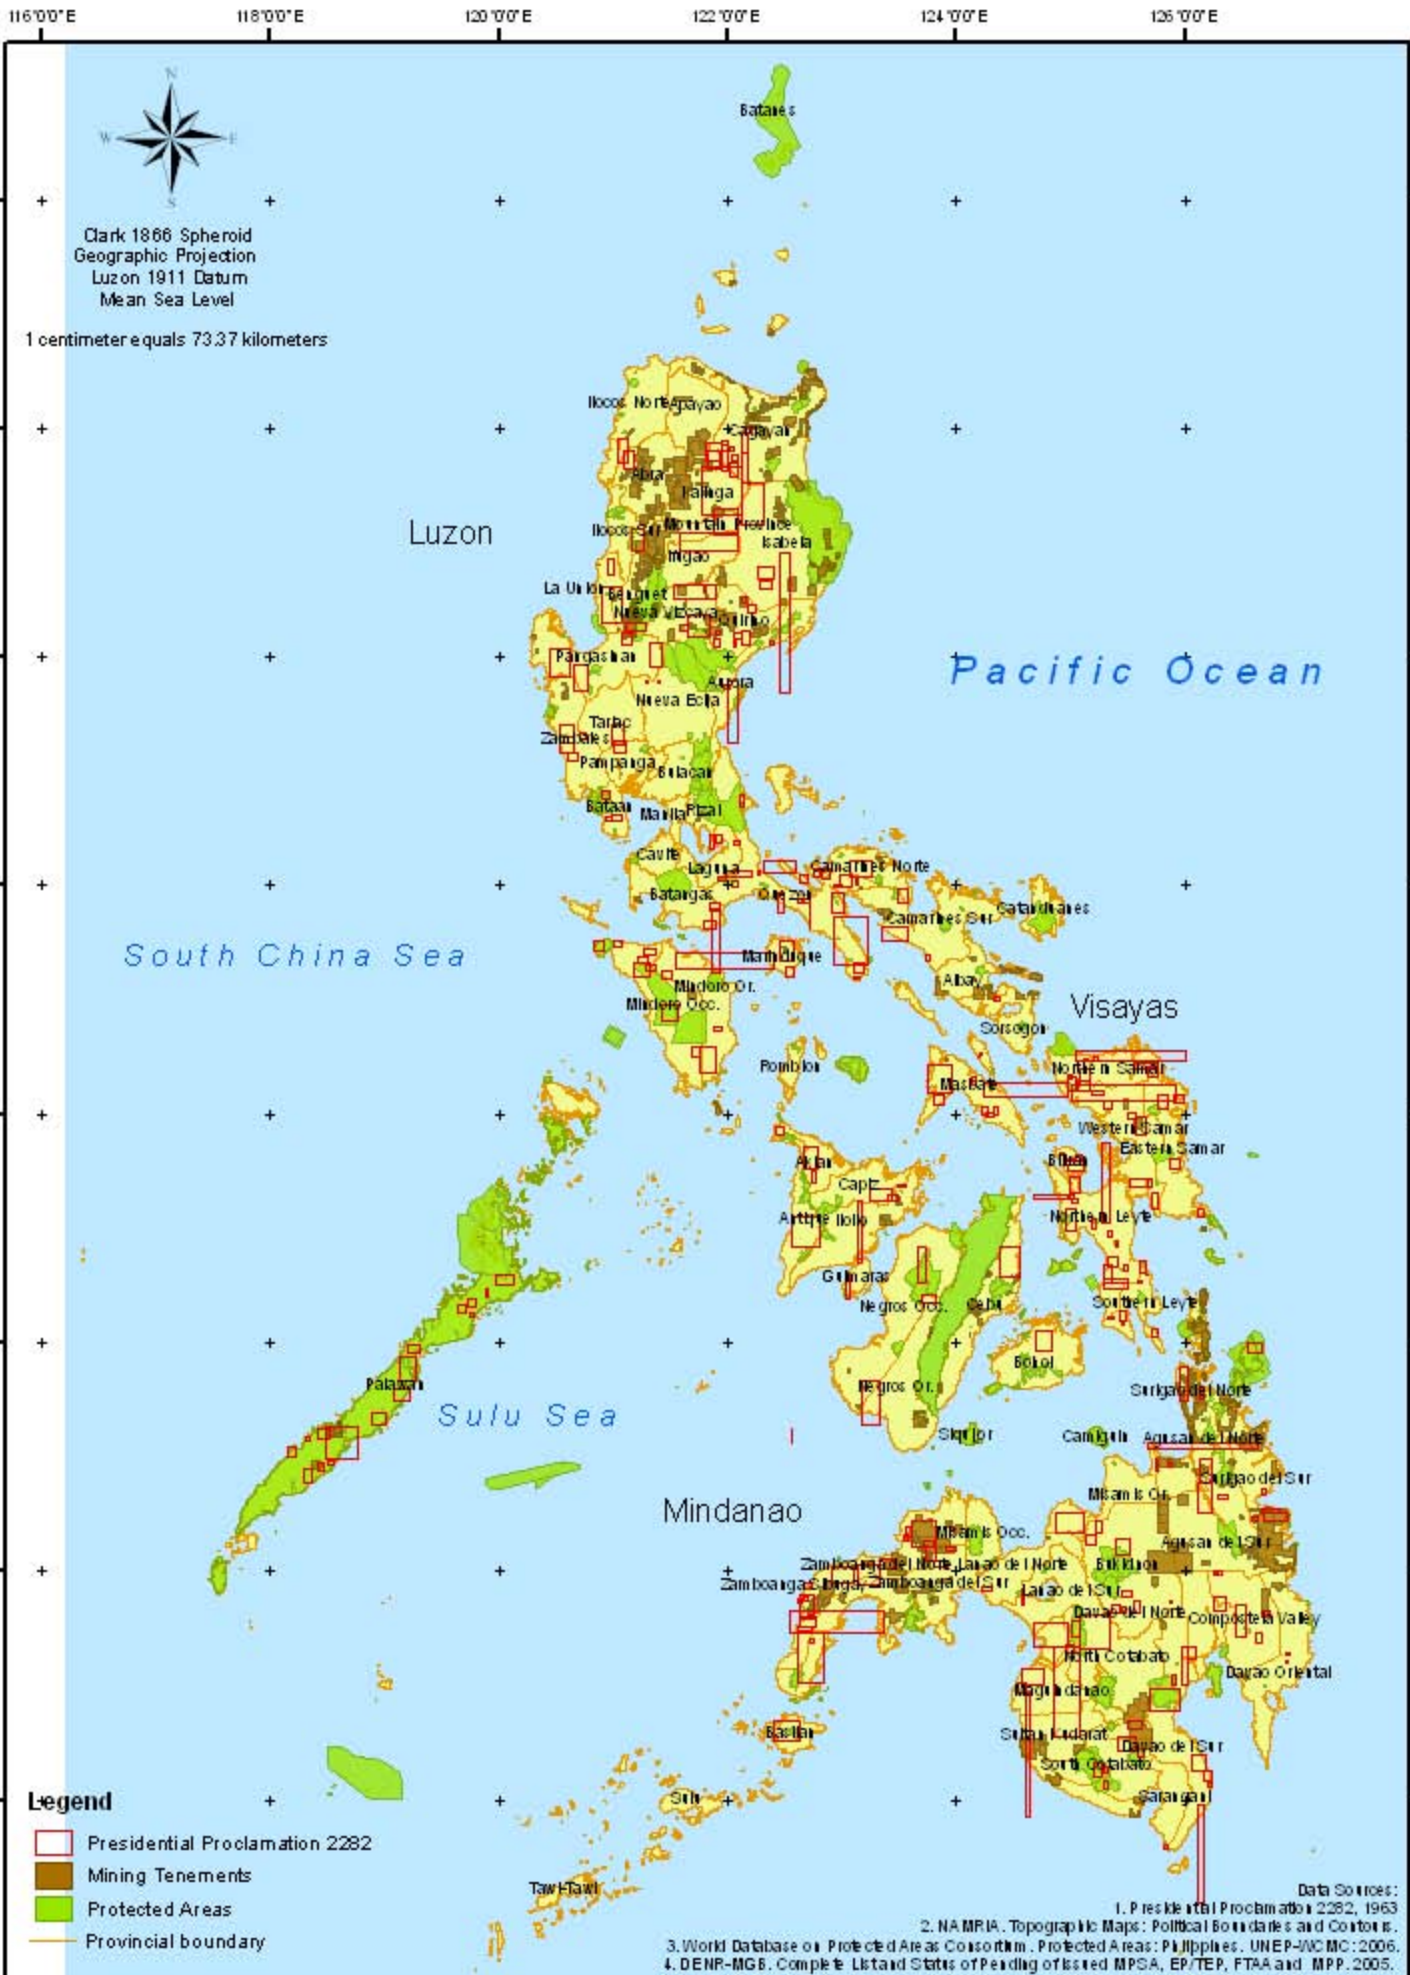 116°0'0"E 118°0'0"E 120°0'0"E 122°0'0"E 124°0'0"E 126°0'0"E
N
W E
S
Clark 1866 Spheroid
Geographic Projection
Luzon 1911 Datum
Mean Sea Level
1 centimeter equals 73.37 kilometers
Batanes
Ilocos Norte Apayao
Cagayan
Abra
Kalinga
Luzon
Ilocos Sur Mountain Province
Isabela
Ifugao
La Union Benguet
Nueva Vizcaya Quirino
Pangasinan
Pacific Ocean
Aurora
Nueva Ecija
Tarlac
Zambales
Pampanga
Bulacan
Bataan Manila Rizal
Cavite
Laguna Camarines Norte
Batangas Quezon
Camarines Sur Catanduanes
South China Sea
Marinduque
Albay
Mindoro Or.
Mindoro Occ.
Visayas
Sorsogon
Romblon Northern Samar
Masbate
Western Samar
Eastern Samar
Aklan Biliran
Capiz
Antique Iloilo Northern Leyte
Guimaras
Negros Occ. Cebu Southern Leyte
Bohol
Palawan Negros Or. Surigao del Norte
Sulu Sea
Siquijor Camiguin Agusan del Norte
Surigao del Sur
Misamis Or.
Mindanao
Misamis Occ. Agusan del Sur
Zamboanga del Norte Lanao del Norte Bukidnon
Zamboanga Sibugay Zamboanga del Sur Lanao del Sur
Davao del Norte Compostela Valley
North Cotabato
Davao Oriental
Maguindanao
Basilan Sultan Kudarat
Davao del Sur
South Cotabato
Sulu Sarangani
Tawi-Tawi
Legend
Presidential Proclamation 2282
Mining Tenements
Protected Areas
Provincial boundary
Data Sources:
1. Presidential Proclamation 2282, 1963
2. NAMRIA. Topographic Maps: Political Boundaries and Contours.
3. World Database on Protected Areas Consortium. Protected Areas: Philippines. UNEP-WCMC: 2006.
4. DENR-MGB. Complete List and Status of Pending of Issued MPSA, EP/TEP, FTAA and MPP. 2005.